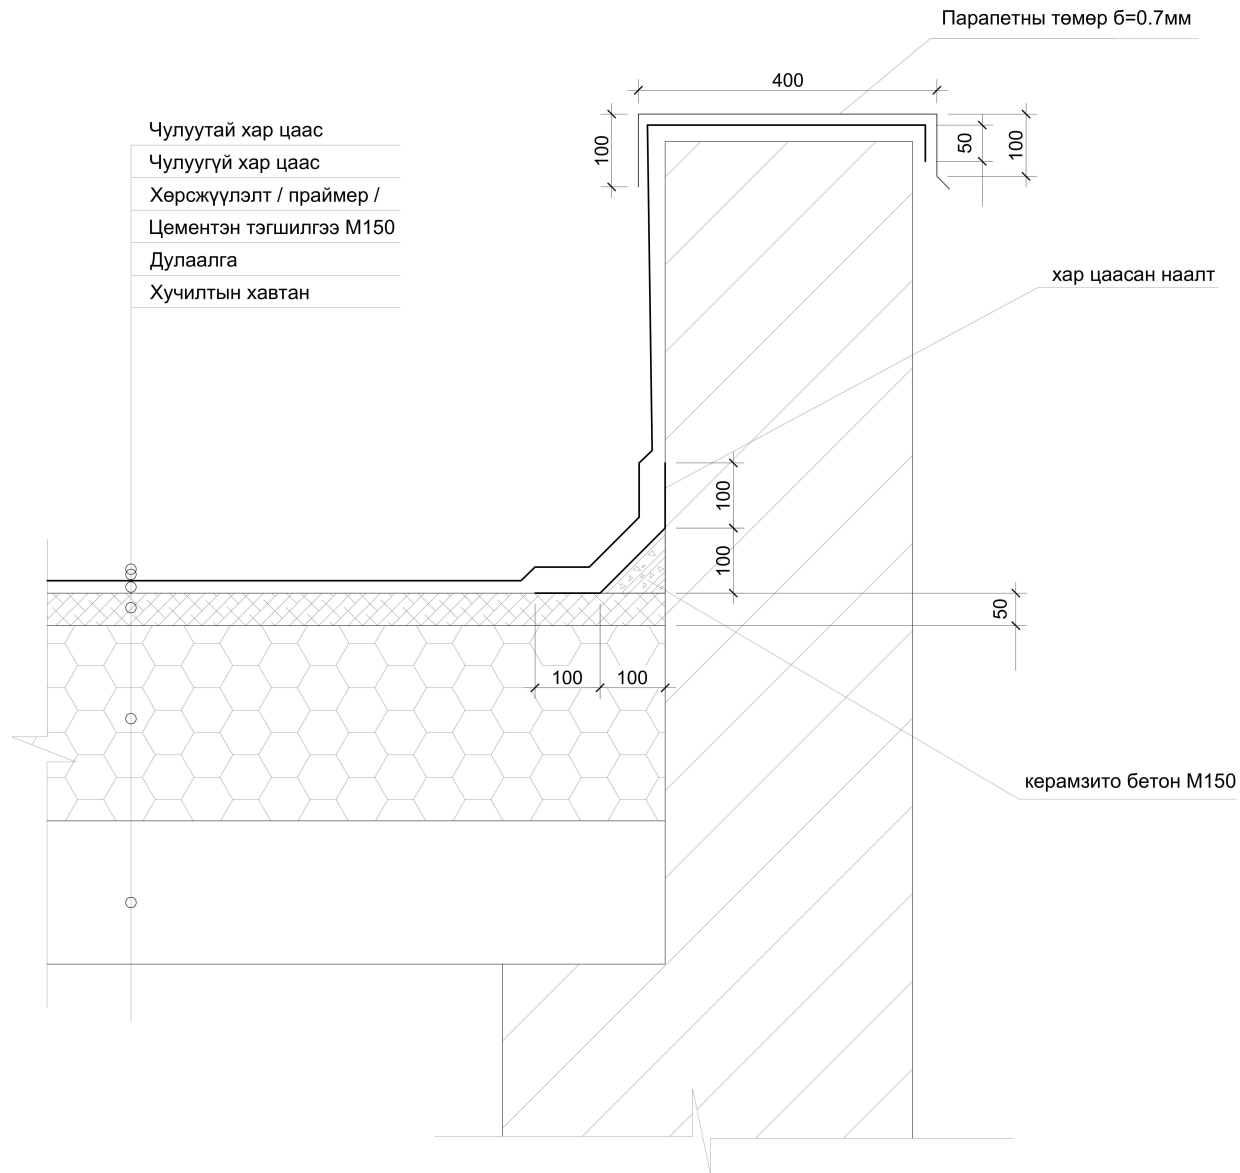 Парапетны төмөр б=0.7мм
400
Чулуутай хар цаас
Чулуугүй хар цаас
Хөрсжүүлэлт / праймер /
Цементэн тэгшилгээ М150
Дулаалга
Хучилтын хавтан
100
50
100
хар цаасан наалт
100
100
50
100
100
керамзито бетон М150